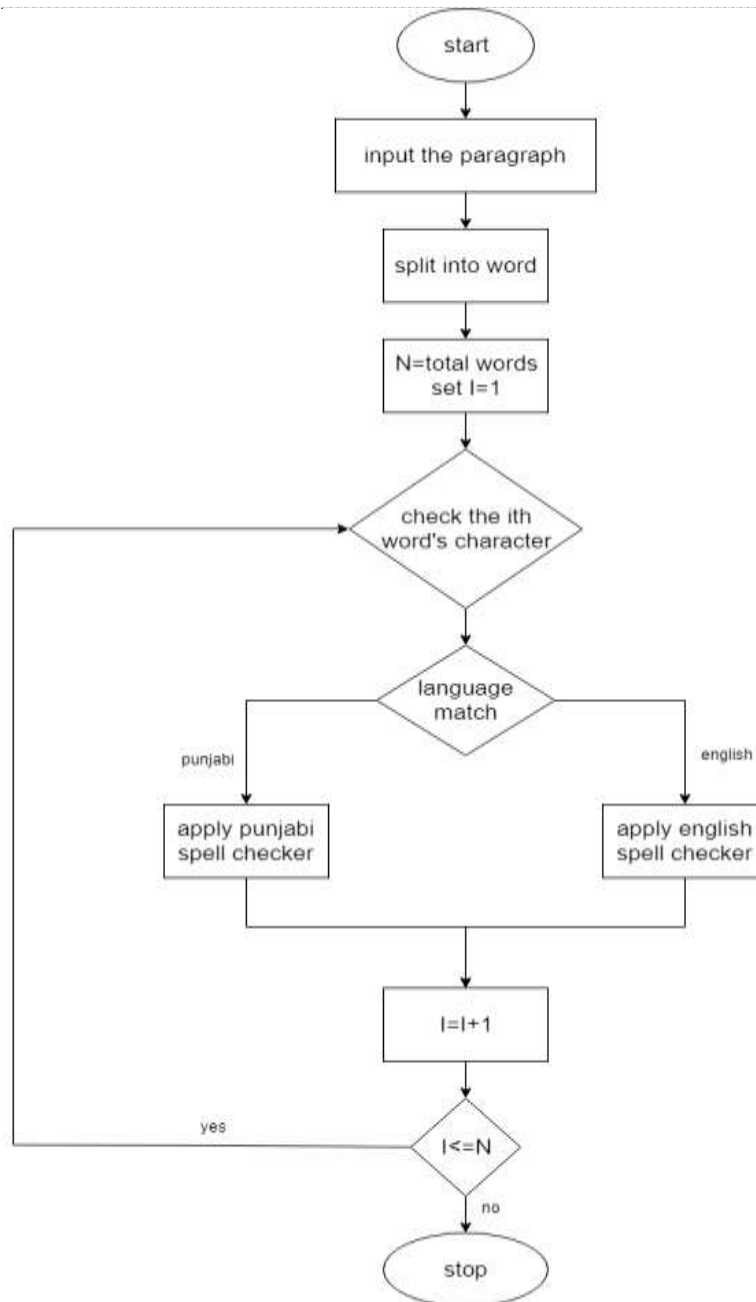 start
input the paragraph
split into word
N=total words
set I=1
check the ith
word's character
language
match
punjabi
english
apply punjabi
spell checker
apply english
spell checker
I=I+1
yes
I<=N
no
stop